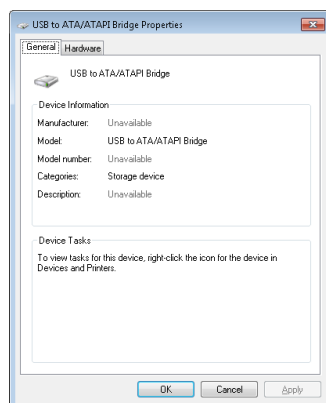 USB to ATA/ATAPI Bridge Properties
General Hardware
USB to ATA/ATAPI Bridge
Device Information
Manufacturer: Unavailable
Model: USB to ATA/ATAPI Bridge
Model number: Unavailable
Categories: Storage device
Description: Unavailable
Device Tasks
To view tasks for this device, right-click the icon for the device in
Devices and Printers.
OK Cancel Apply